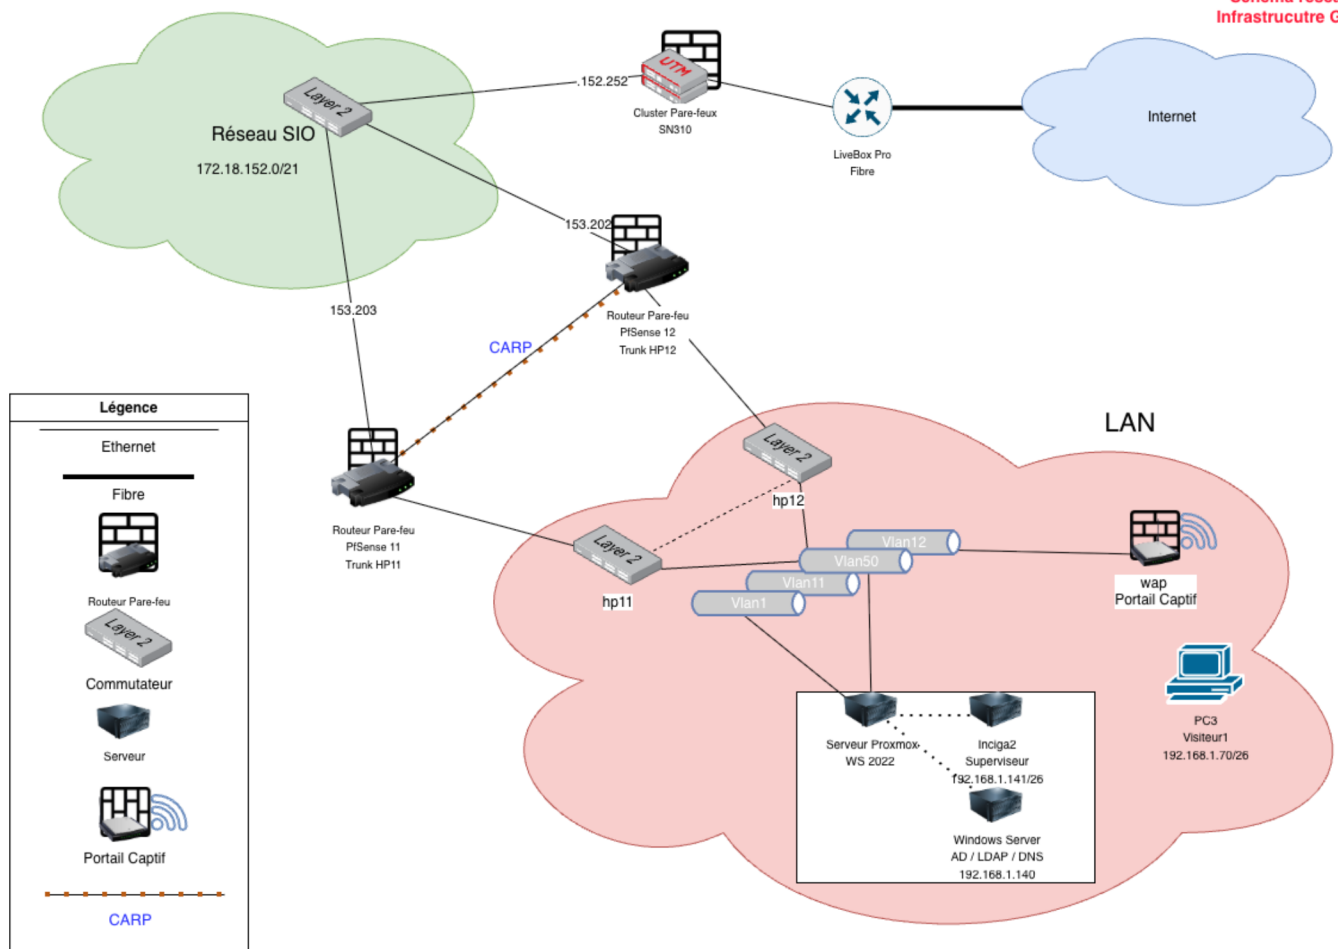 Infrastrucutre G
Layer 2
Réseau SIO
172.18.152.0/21
.152.252
UTM
Cluster Pare-feux
SN310
LiveBox Pro
Fibre
Internet
153.202
153.203
Routeur Pare-feu
PfSense 12
Trunk HP12
CARP
Routeur Pare-feu
PfSense 11
Trunk HP11
LAN
Layer 2
hp12
Layer 2
hp11
Vlan12
Vlan50
Vlan11
Vlan1
wap
Portail Captif
PC3
Visiteur1
192.168.1.70/26
Serveur Proxmox
WS 2022
Inciga2
Superviseur
192.168.1.141/26
Windows Server
AD / LDAP / DNS
192.168.1.140
Légence
Ethernet
Fibre
Routeur Pare-feu
Layer 2
Commutateur
Serveur
Portail Captif
CARP